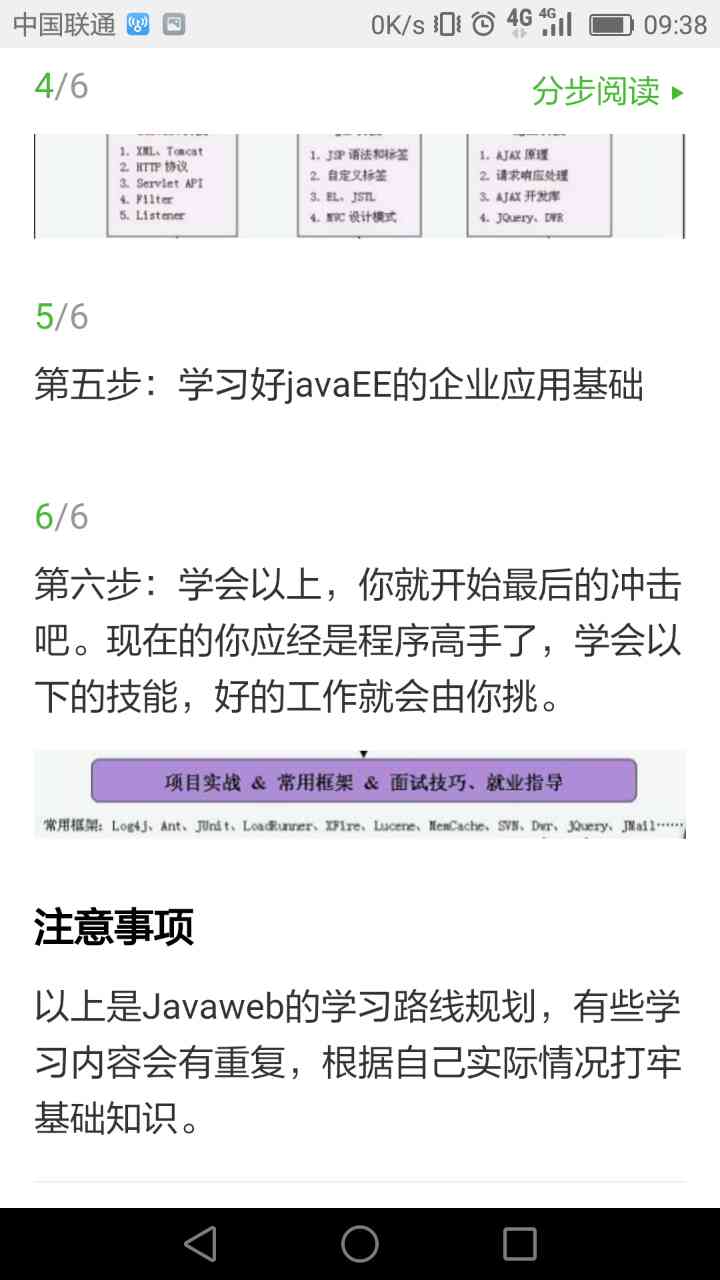 中国联通 0K/s 4G 4G 09:38
4/6 分步阅读
1. XML、Tomcat
2. HTTP 协议
3. Servlet API
4. Filter
5. Listener
1. JSP 语法和标签
2. 自定义标签
3. EL、JSTL
4. MVC 设计模式
1. AJAX 原理
2. 请求响应处理
3. AJAX 开发库
4. JQuery、DWR
5/6
第五步：学习好javaEE的企业应用基础
6/6
第六步：学会以上，你就开始最后的冲击
吧。现在的你应经是程序高手了，学会以
下的技能，好的工作就会由你挑。
项目实战 & 常用框架 & 面试技巧、就业指导
常用框架：Log4j、Ant、JUnit、LoadRunner、XFire、Lucene、MemCache、SVN、Dwr、JQuery、JMail……
注意事项
以上是Javaweb的学习路线规划，有些学
习内容会有重复，根据自己实际情况打牢
基础知识。